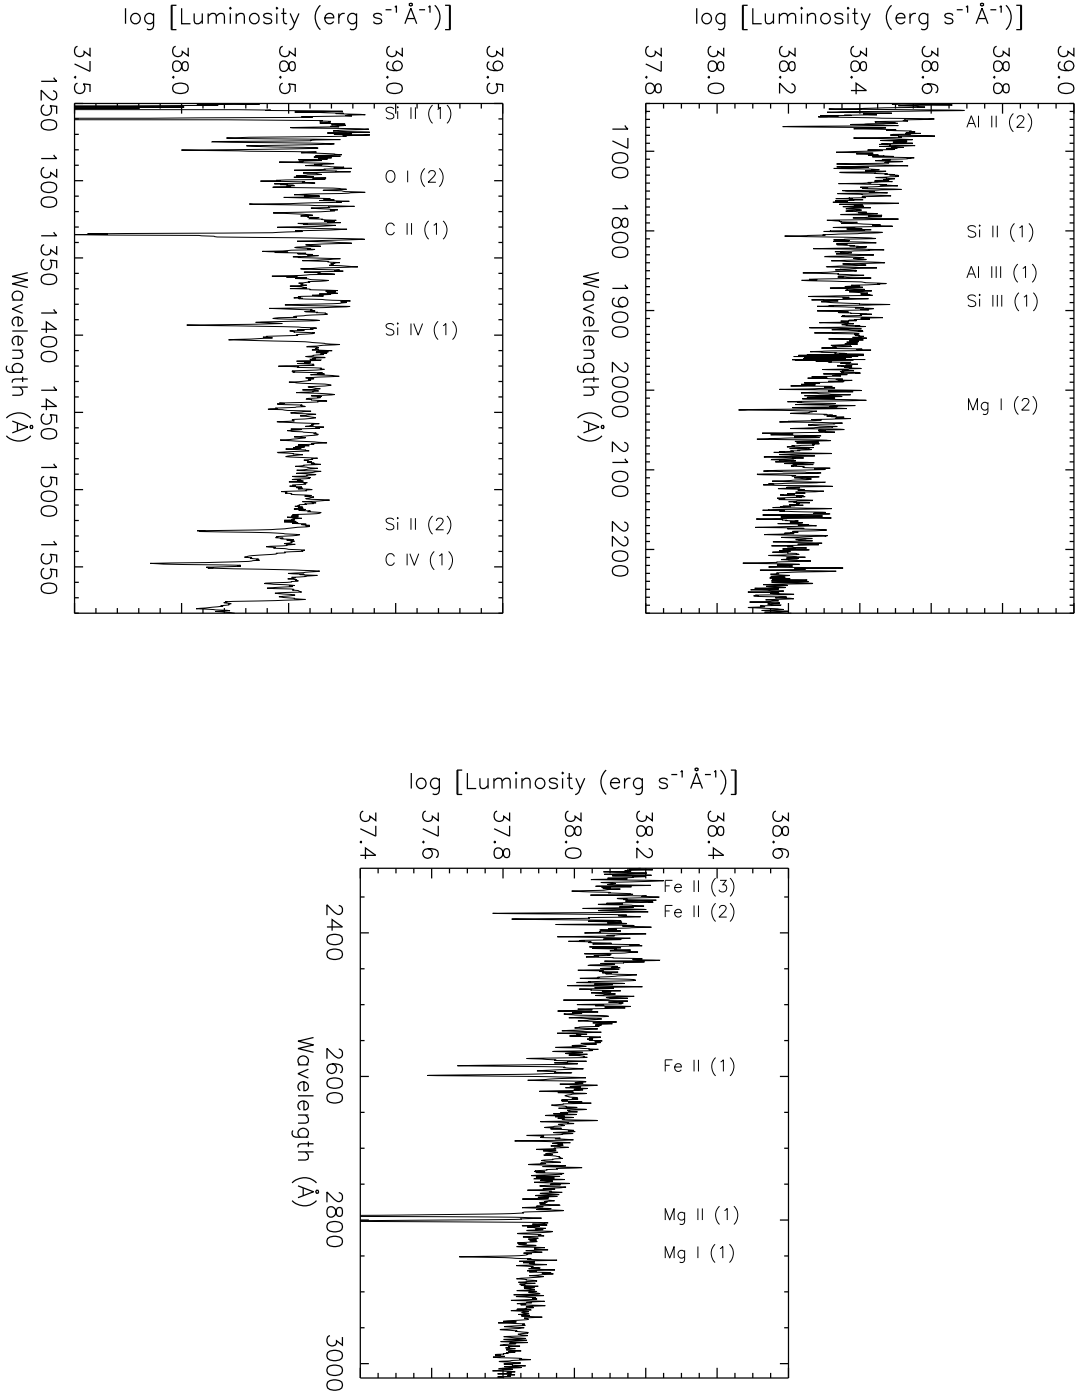 log [Luminosity (erg s⁻¹ Å⁻¹)]
37.5 38.0 38.5 39.0 39.5
1250 1300 1350 1400 1450 1500 1550
Wavelength (Å)
Si II (1)
O I (2)
C II (1)
Si IV (1)
Si II (2)
C IV (1)
log [Luminosity (erg s⁻¹ Å⁻¹)]
37.8 38.0 38.2 38.4 38.6 39.0
1700 1800 1900 2000 2100 2200
Wavelength (Å)
Al II (2)
Si II (1)
Al III (1)
Si III (1)
Mg I (2)
log [Luminosity (erg s⁻¹ Å⁻¹)]
37.4 37.6 37.8 38.0 38.2 38.4 38.6
2400 2600 2800 3000
Wavelength (Å)
Fe II (3)
Fe II (2)
Fe II (1)
Mg II (1)
Mg I (1)